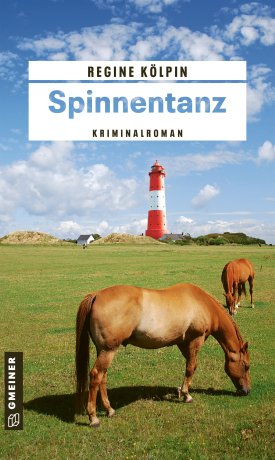 REGINE KÖLPIN
Spinnentanz
KRIMINALROMAN
GMEINER